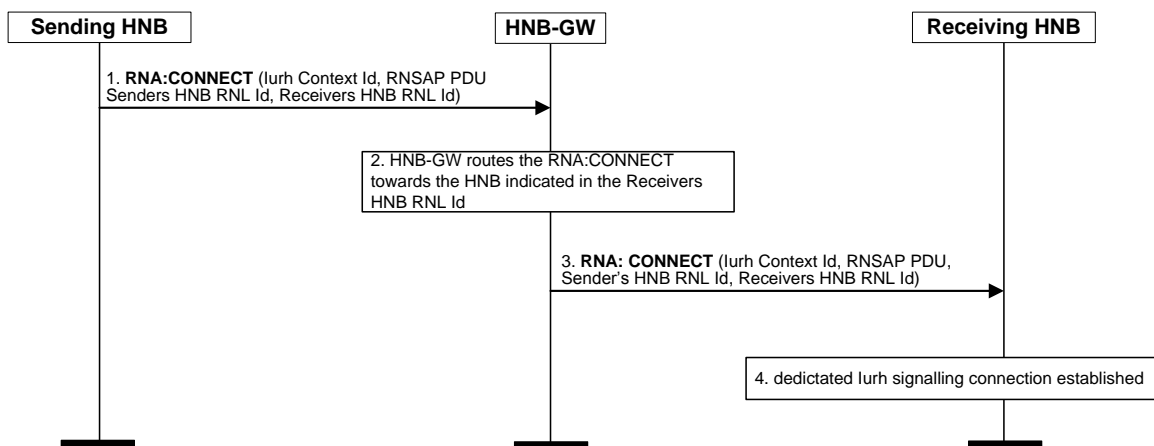 Sending HNB
HNB-GW
Receiving HNB
1. RNA:CONNECT (Iurh Context Id, RNSAP PDU
Senders HNB RNL Id, Receivers HNB RNL Id)
2. HNB-GW routes the RNA:CONNECT
towards the HNB indicated in the Receivers
HNB RNL Id
3. RNA: CONNECT (Iurh Context Id, RNSAP PDU,
Sender's HNB RNL Id, Receivers HNB RNL Id)
4. dedictated Iurh signalling connection established